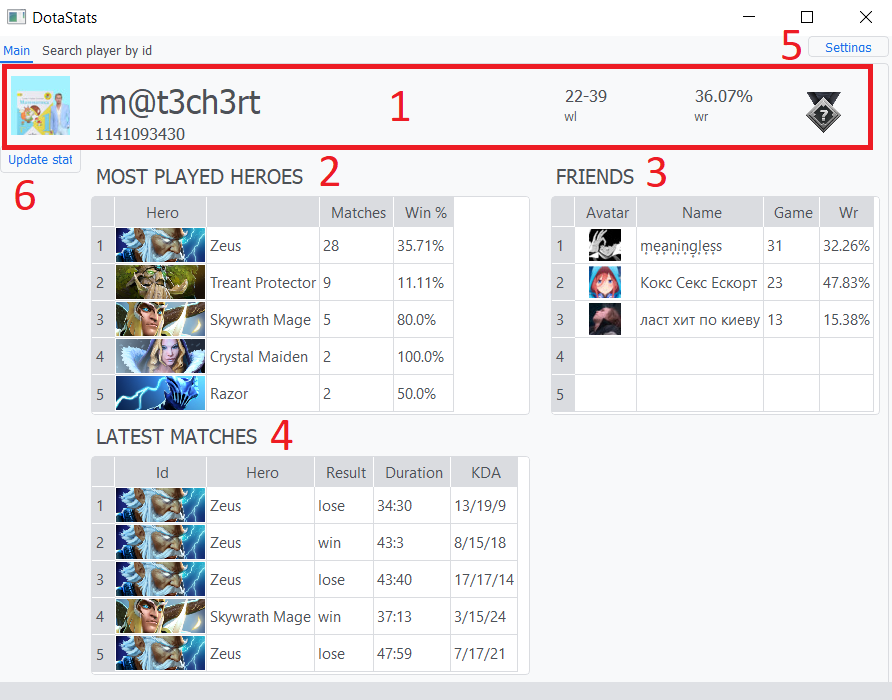 DotaStats
Main Search player by id 5 Settings
m@t3ch3rt 1 22-39 36.07%
wl wr
1141093430
Update stat
6
MOST PLAYED HEROES 2
Hero Matches Win %
1 Zeus 28 35.71%
2 Treant Protector 9 11.11%
3 Skywrath Mage 5 80.0%
4 Crystal Maiden 2 100.0%
5 Razor 2 50.0%
FRIENDS 3
Avatar Name Game Wr
1 meaningless 31 32.26%
2 Кокс Секс Ескорт 23 47.83%
3 ласт хит по киеву 13 15.38%
4
5
LATEST MATCHES 4
Id Hero Result Duration KDA
1 Zeus lose 34:30 13/19/9
2 Zeus win 43:3 8/15/18
3 Zeus lose 43:40 17/17/14
4 Skywrath Mage win 37:13 3/15/24
5 Zeus lose 47:59 7/17/21